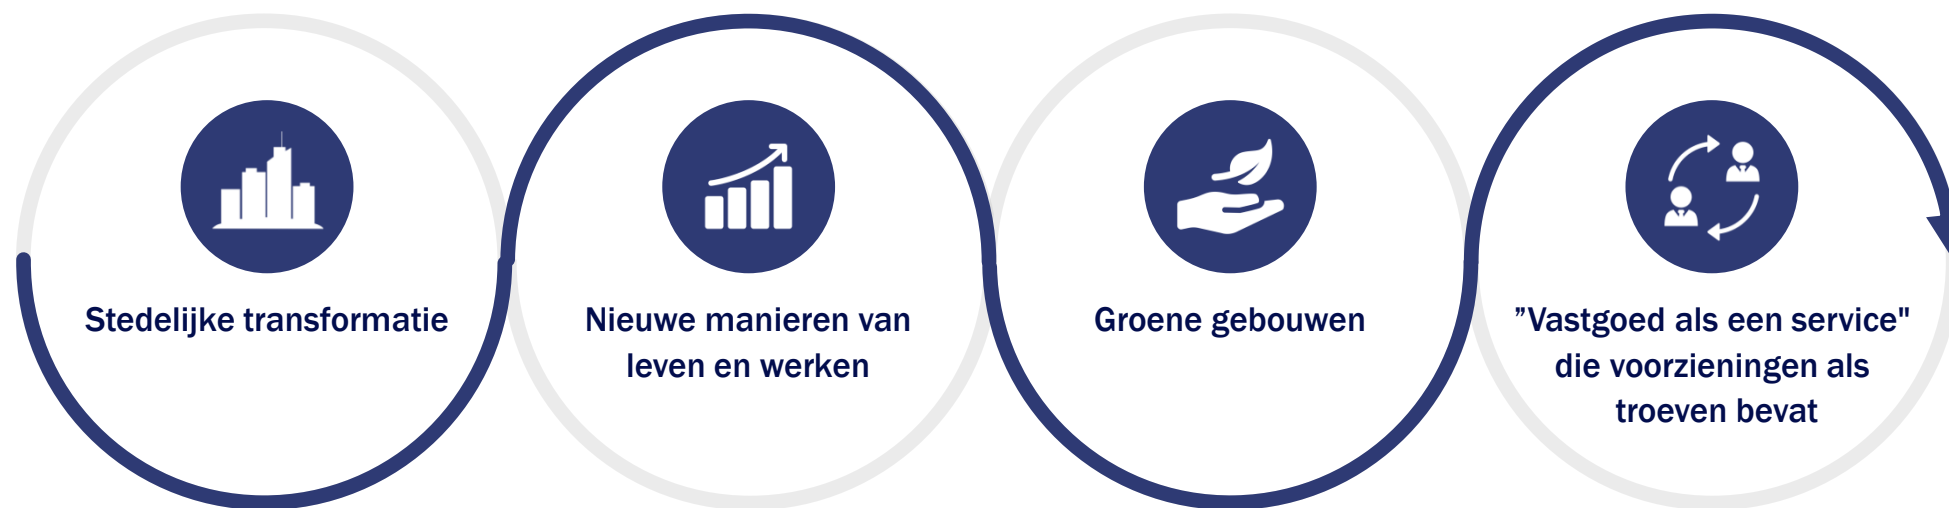 Stedelijke transformatie
Nieuwe manieren van
leven en werken
Groene gebouwen
”Vastgoed als een service"
die voorzieningen als
troeven bevat